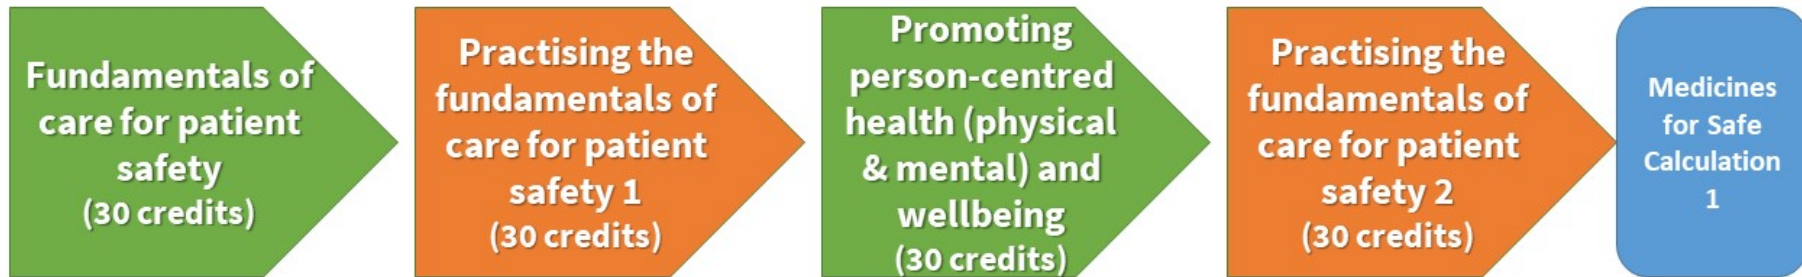 Fundamentals of
care for patient
safety
(30 credits)
Practising the
fundamentals of
care for patient
safety 1
(30 credits)
Promoting
person-centred
health (physical
& mental) and
wellbeing
(30 credits)
Practising the
fundamentals of
care for patient
safety 2
(30 credits)
Medicines
for Safe
Calculation
1